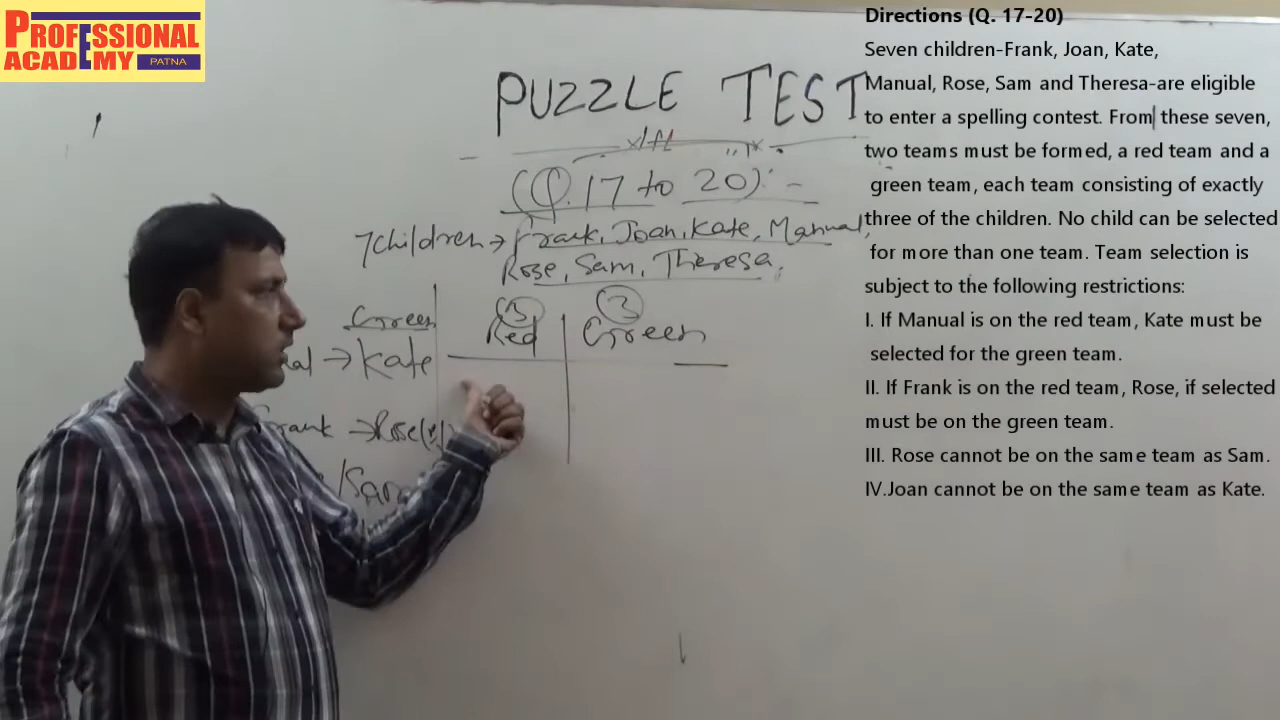 PROFESSIONAL
ACADEMY
PATNA
PUZZLE TEST
(Q. 17 to 20):-
7children→ Frank, Joan, Kate, Manual,
Rose, Sam, Theresa.
Green
→ Kate
→ Rose
/Sam
3 3
Red Green
Directions (Q. 17-20)
Seven children-Frank, Joan, Kate,
Manual, Rose, Sam and Theresa-are eligible
to enter a spelling contest. From these seven,
two teams must be formed, a red team and a
green team, each team consisting of exactly
three of the children. No child can be selected
for more than one team. Team selection is
subject to the following restrictions:
I. If Manual is on the red team, Kate must be
selected for the green team.
II. If Frank is on the red team, Rose, if selected
must be on the green team.
III. Rose cannot be on the same team as Sam.
IV.Joan cannot be on the same team as Kate.